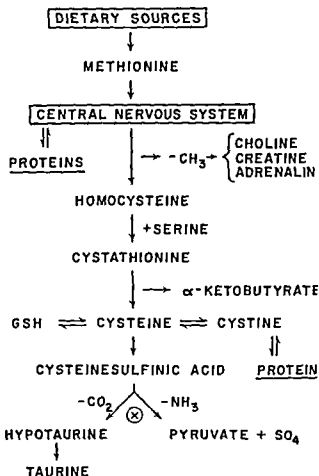 DIETARY SOURCES
METHIONINE
CENTRAL NERVOUS SYSTEM
PROTEINS
-CH3
CHOLINE
CREATINE
ADRENALIN
HOMOCYSTEINE
+SERINE
CYSTATHIONINE
α-KETOBUTYRATE
GSH ⇌ CYSTEINE ⇌ CYSTINE
CYSTEINESULFINIC ACID
PROTEIN
-CO2 -NH3
X
HYPOTAURINE PYRUVATE + SO4
TAURINE